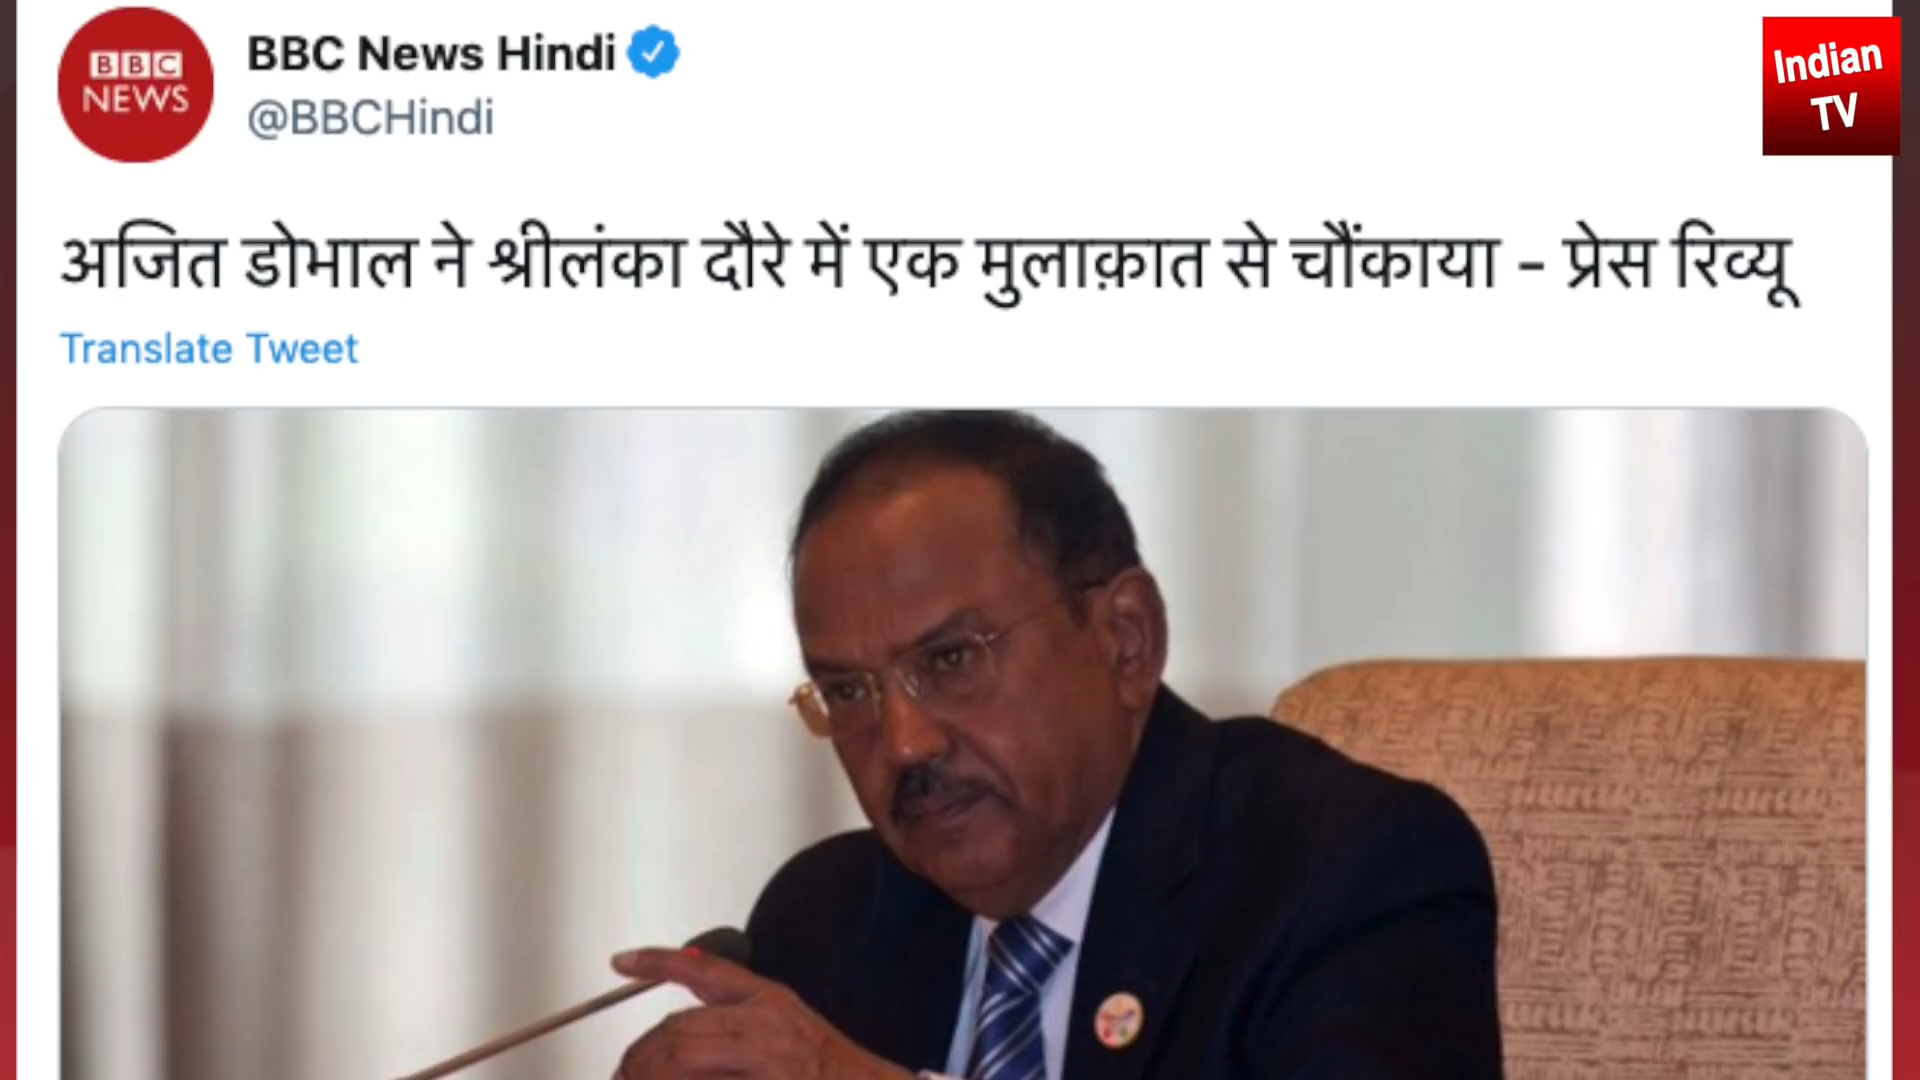 BBC
NEWS
BBC News Hindi
@BBCHindi
Indian
TV
अजित डोभाल ने श्रीलंका दौरे में एक मुलाक़ात से चौंकाया - प्रेस रिव्यू
Translate Tweet